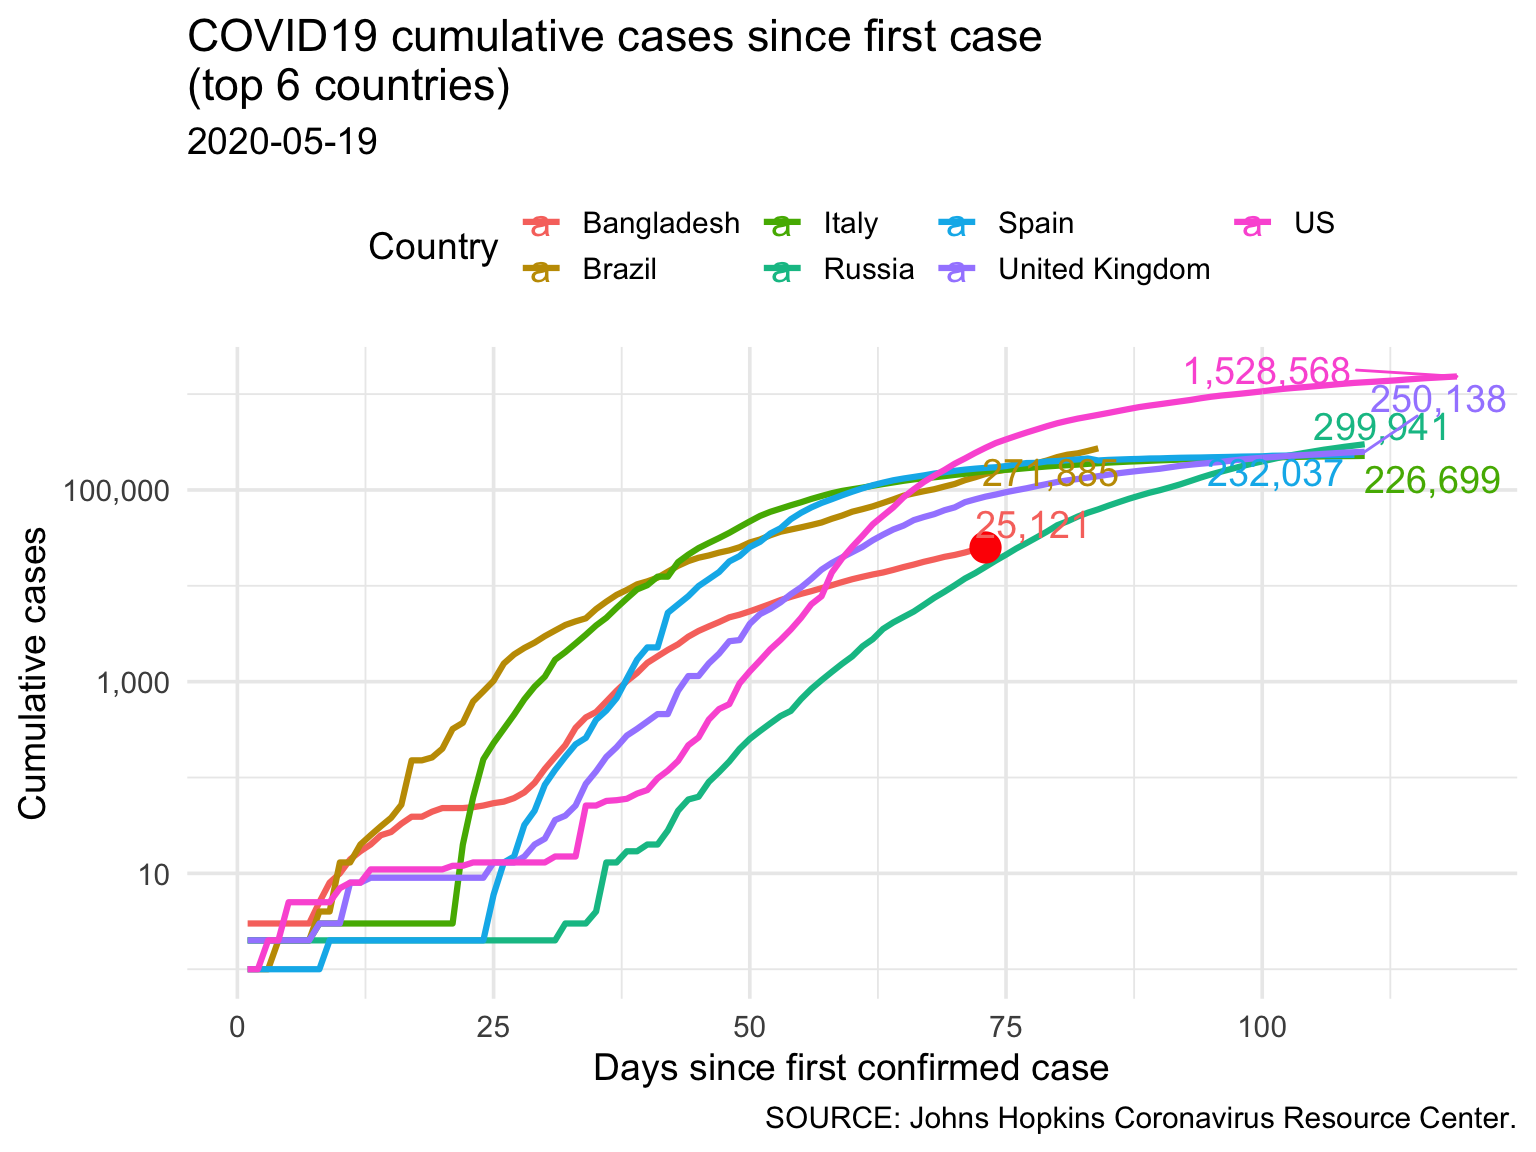 COVID19 cumulative cases since first case
(top 6 countries)
2020-05-19
Country
a Bangladesh a Italy a Spain a US
a Brazil a Russia a United Kingdom
1,528,568
250,138
299,941
271,885
232,037
226,699
25,121
100,000
1,000
10
Cumulative cases
0 25 50 75 100
Days since first confirmed case
SOURCE: Johns Hopkins Coronavirus Resource Center.